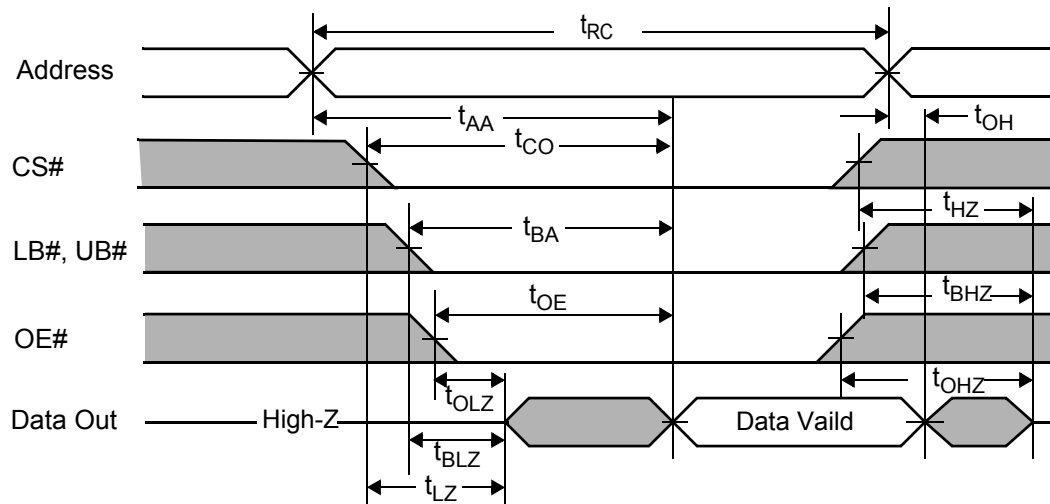 tRC
Address
tAA
tOH
tCO
CS#
tHZ
tBA
LB#, UB#
tBHZ
tOE
OE#
tOHZ
tOLZ
Data Out
High-Z
Data Vaild
tBLZ
tLZ